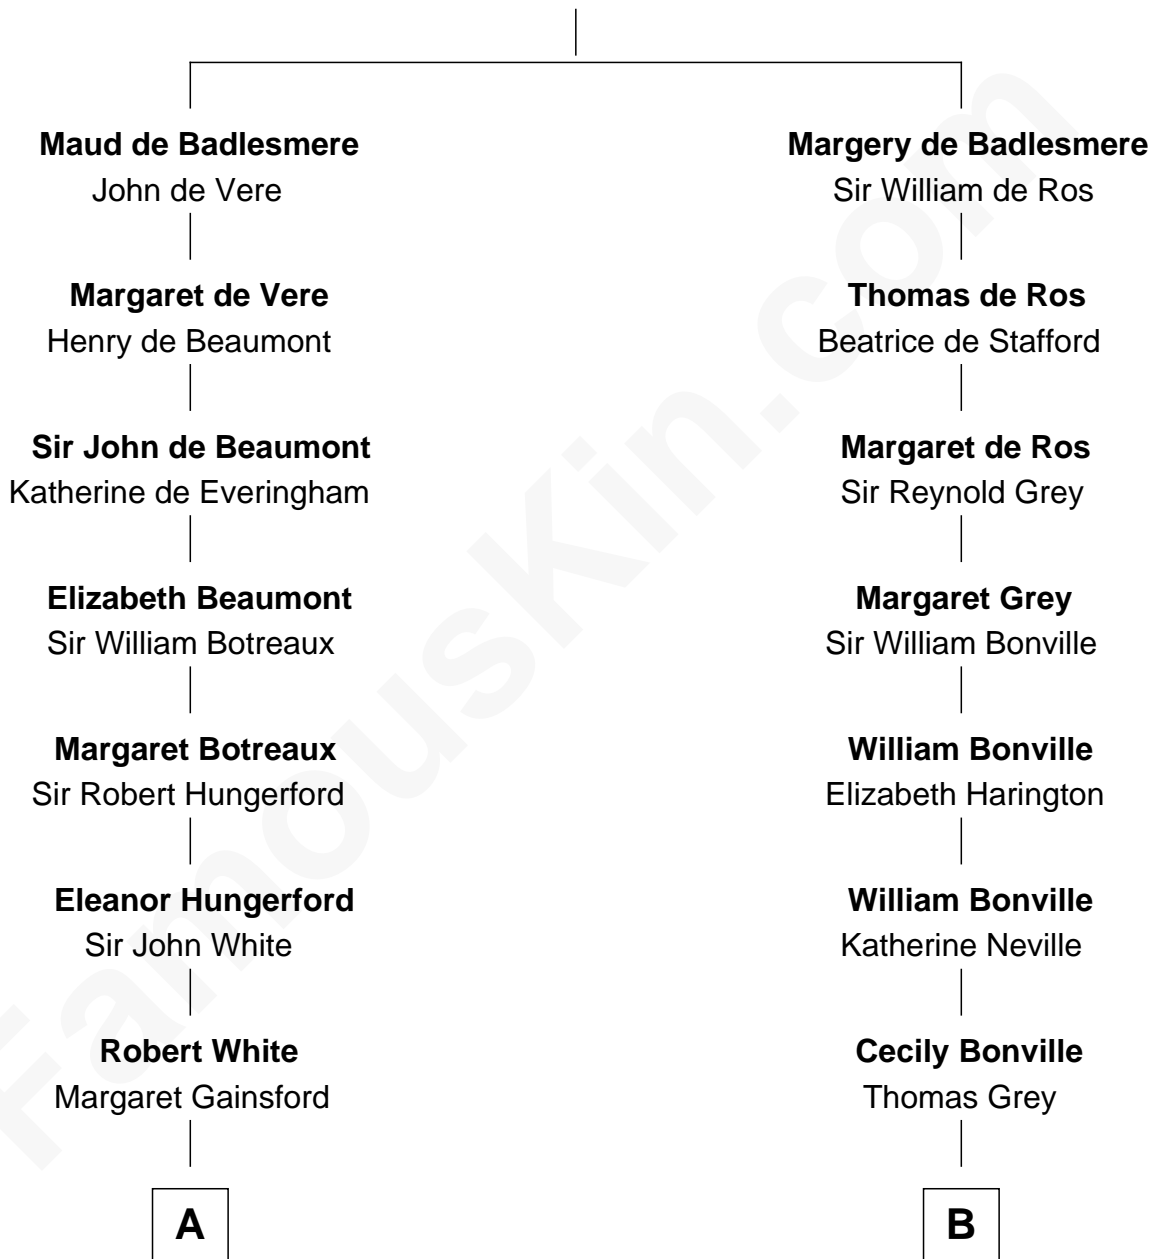 Maud de Badlesmere
John de Vere
Margaret de Vere
Henry de Beaumont
Sir John de Beaumont
Katherine de Everingham
Elizabeth Beaumont
Sir William Botreaux
Margaret Botreaux
Sir Robert Hungerford
Eleanor Hungerford
Sir John White
Robert White
Margaret Gainsford
A
Margery de Badlesmere
Sir William de Ros
Thomas de Ros
Beatrice de Stafford
Margaret de Ros
Sir Reynold Grey
Margaret Grey
Sir William Bonville
William Bonville
Elizabeth Harington
William Bonville
Katherine Neville
Cecily Bonville
Thomas Grey
B
FamousKin.com